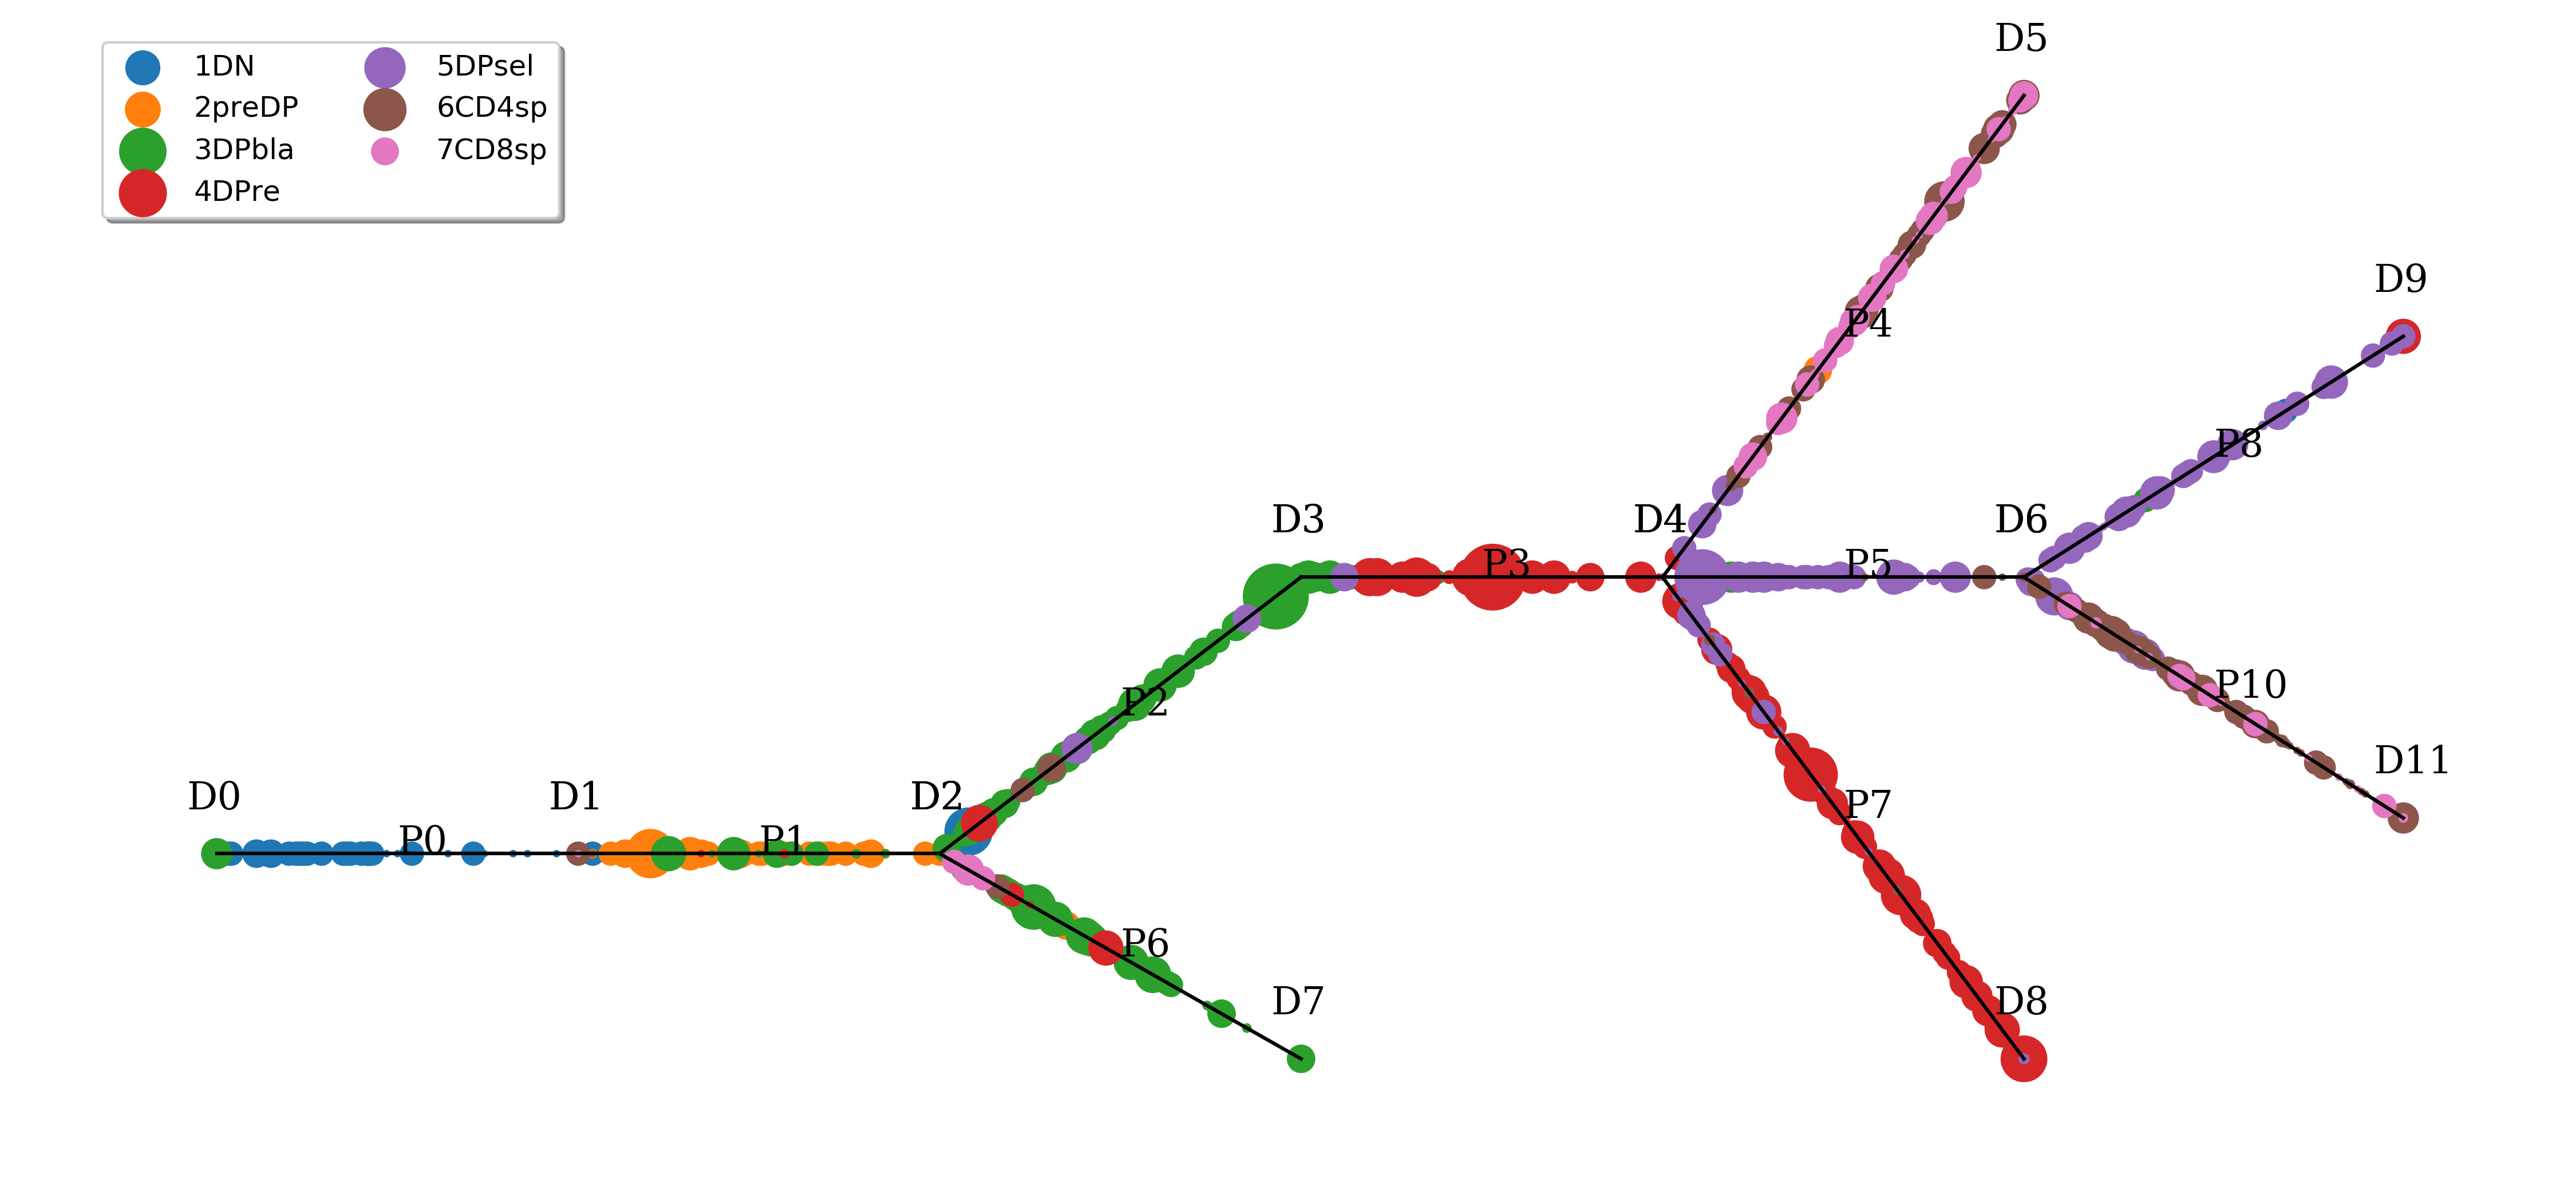 1DN
2preDP
3DPbla
4DPre
5DPsel
6CD4sp
7CD8sp
D5
D9
P4
P8
D3
D4
D6
P3
P5
P2
P10
D0
D1
D2
D11
P0
P1
P7
P6
D7
D8